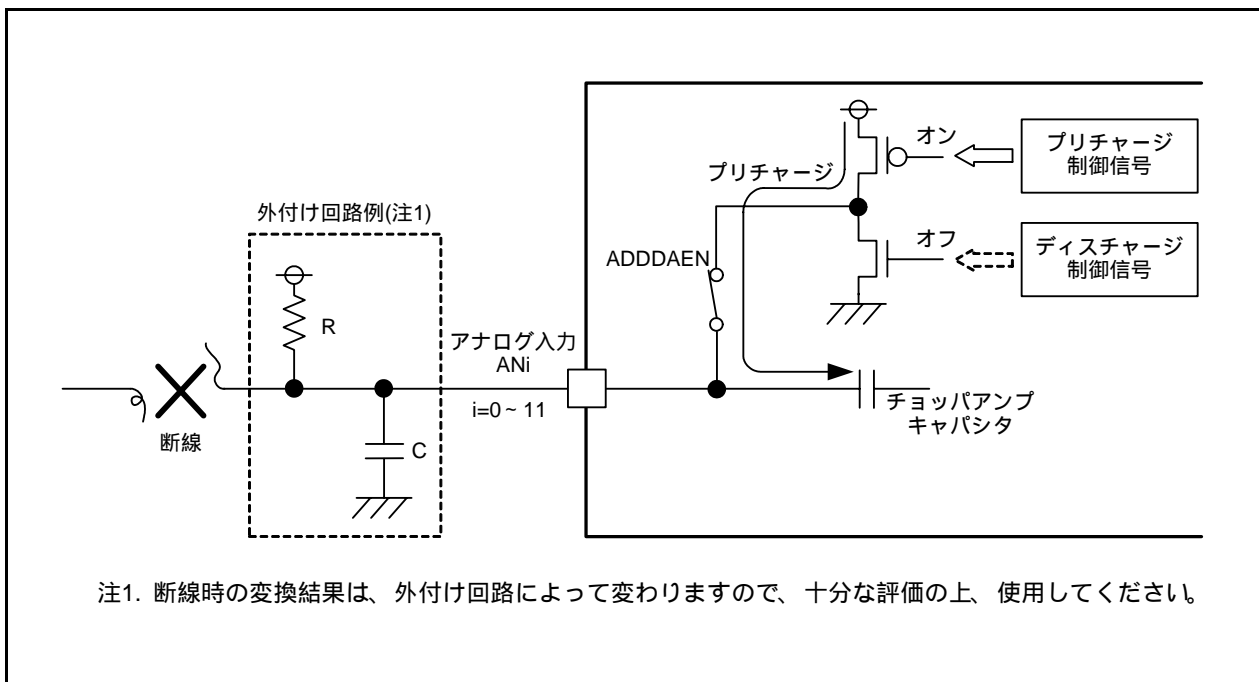 オン
プリチャージ
制御信号
プリチャージ
外付け回路例(注1)
オフ
ディスチャージ
制御信号
ADDDAEN
R
アナログ入力
ANi
i=0~11
チョッパアンプ
キャパシタ
断線
C
注1. 断線時の変換結果は、外付け回路によって変わりますので、十分な評価の上、使用してください。